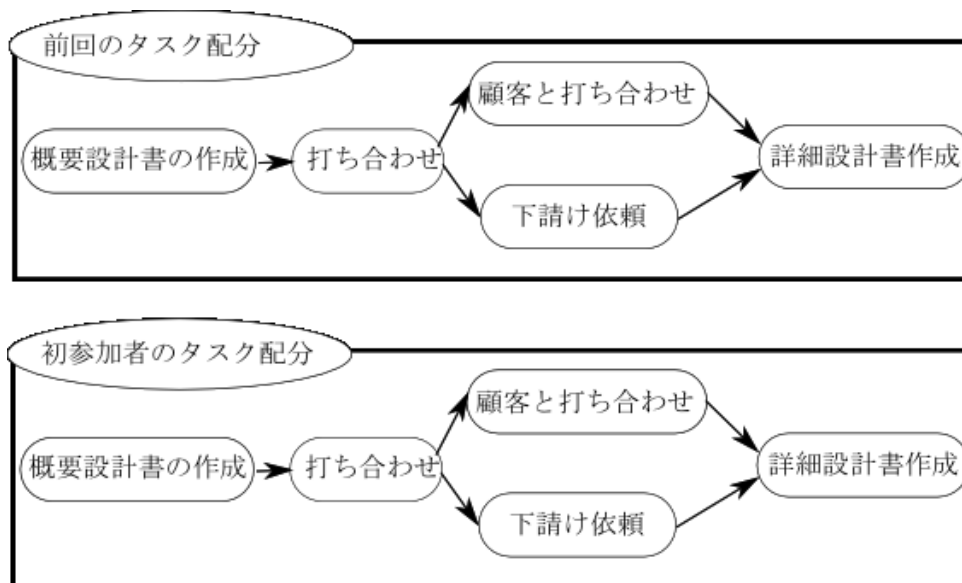 前回のタスク配分
概要設計書の作成
打ち合わせ
顧客と打ち合わせ
下請け依頼
詳細設計書作成
初参加者のタスク配分
概要設計書の作成
打ち合わせ
顧客と打ち合わせ
下請け依頼
詳細設計書作成